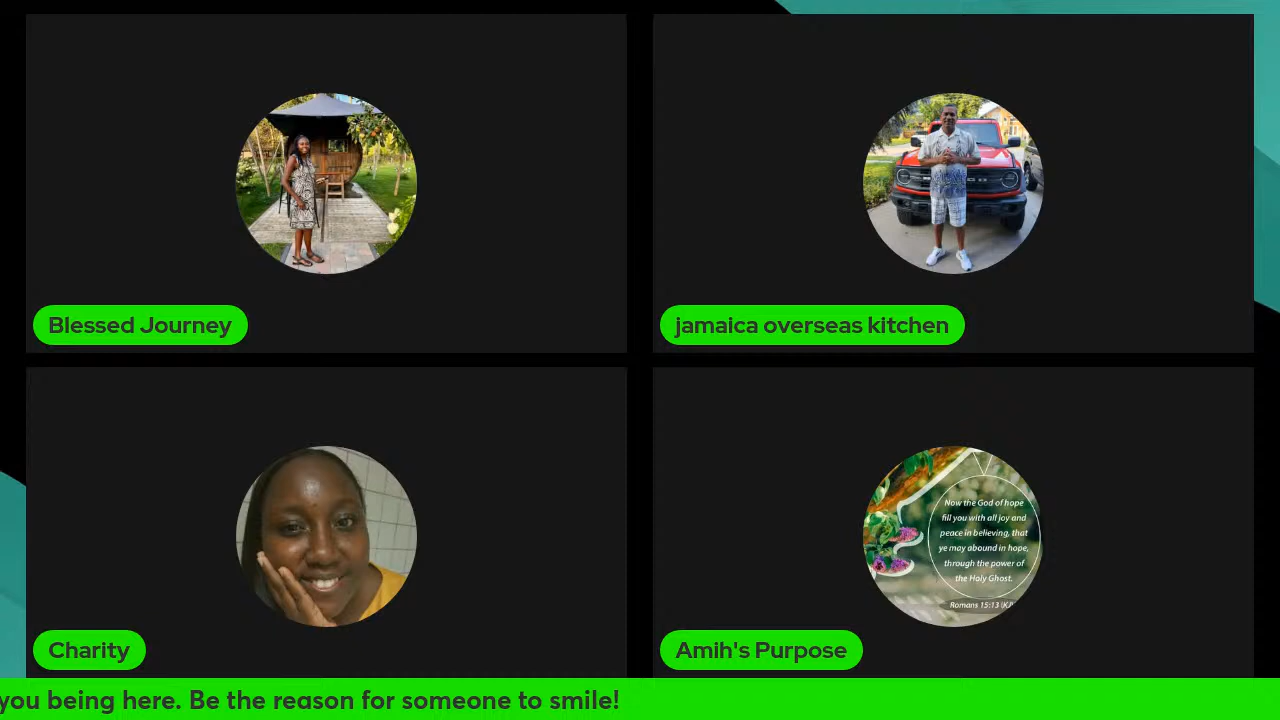 Blessed Journey
jamaica overseas kitchen
Charity
Now the God of hope
fill you with all joy and
peace in believing, that
ye may abound in hope,
through the power of
the Holy Ghost.
Romans 15:13 (KJV
Amih's Purpose
you being here. Be the reason for someone to smile!